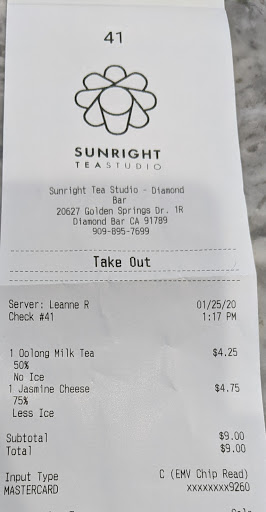 41
SUNRIGHT
TEASTUDIO
Sunright Tea Studio - Diamond
Bar
20627 Golden Springs Dr. 1R
Diamond Bar CA 91789
909-895-7699
Take Out
Server: Leanne R 01/25/20
Check #41 1:17 PM
1 Oolong Milk Tea $4.25
50%
No Ice
1 Jasmine Cheese $4.75
75%
Less Ice
Subtotal $9.00
Total $9.00
Input Type C (EMV Chip Read)
MASTERCARD xxxxxxxx9260